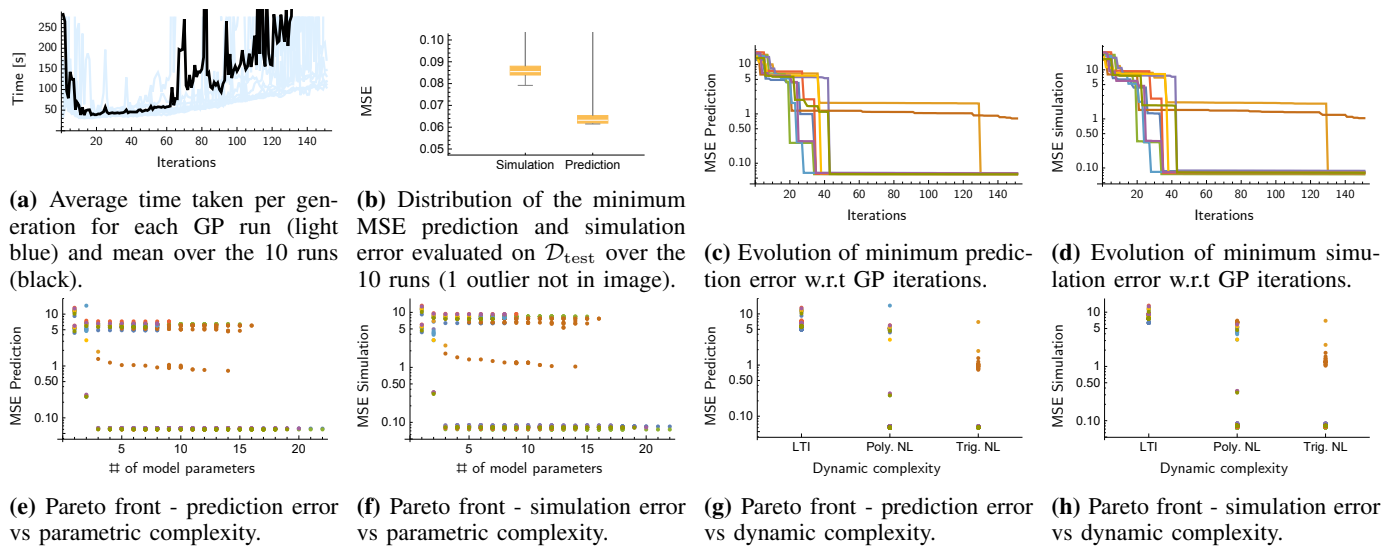 Time [s]
250
200
150
100
50
0 20 40 60 80 100 120 140
Iterations
(a) Average time taken per gen-
eration for each GP run (light
blue) and mean over the 10 runs
(black).
MSE
0.10
0.09
0.08
0.07
0.06
0.05
Simulation Prediction
(b) Distribution of the minimum
MSE prediction and simulation
error evaluated on 𝒟test over the
10 runs (1 outlier not in image).
MSE Prediction
10
5
1
0.50
0.10
20 40 60 80 100 120 140
Iterations
(c) Evolution of minimum predic-
tion error w.r.t GP iterations.
MSE simulation
10
5
1
0.50
0.10
20 40 60 80 100 120 140
Iterations
(d) Evolution of minimum simu-
lation error w.r.t GP iterations.
MSE Prediction
10
5
1
0.50
0.10
5 10 15 20
# of model parameters
(e) Pareto front - prediction error
vs parametric complexity.
MSE Simulation
10
5
1
0.50
0.10
5 10 15 20
# of model parameters
(f) Pareto front - simulation error
vs parametric complexity.
MSE Prediction
10
5
1
0.50
0.10
LTI Poly. NL Trig. NL
Dynamic complexity
(g) Pareto front - prediction error
vs dynamic complexity.
MSE Simulation
10
5
1
0.50
0.10
LTI Poly. NL Trig. NL
Dynamic complexity
(h) Pareto front - simulation error
vs dynamic complexity.